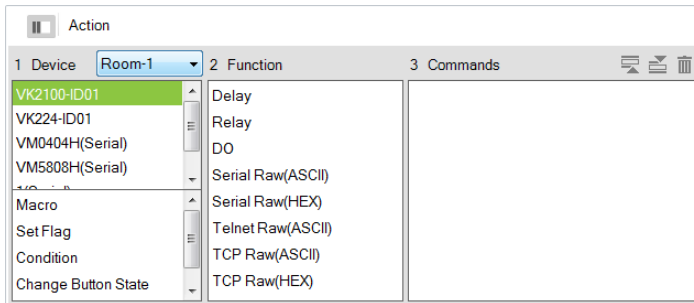 Action
1 Device Room-1
2 Function
3 Commands
VK2100-ID01
VK224-ID01
VM0404H(Serial)
VM5808H(Serial)
Macro
Set Flag
Condition
Change Button State
Delay
Relay
DO
Serial Raw(ASCII)
Serial Raw(HEX)
Telnet Raw(ASCII)
TCP Raw(ASCII)
TCP Raw(HEX)